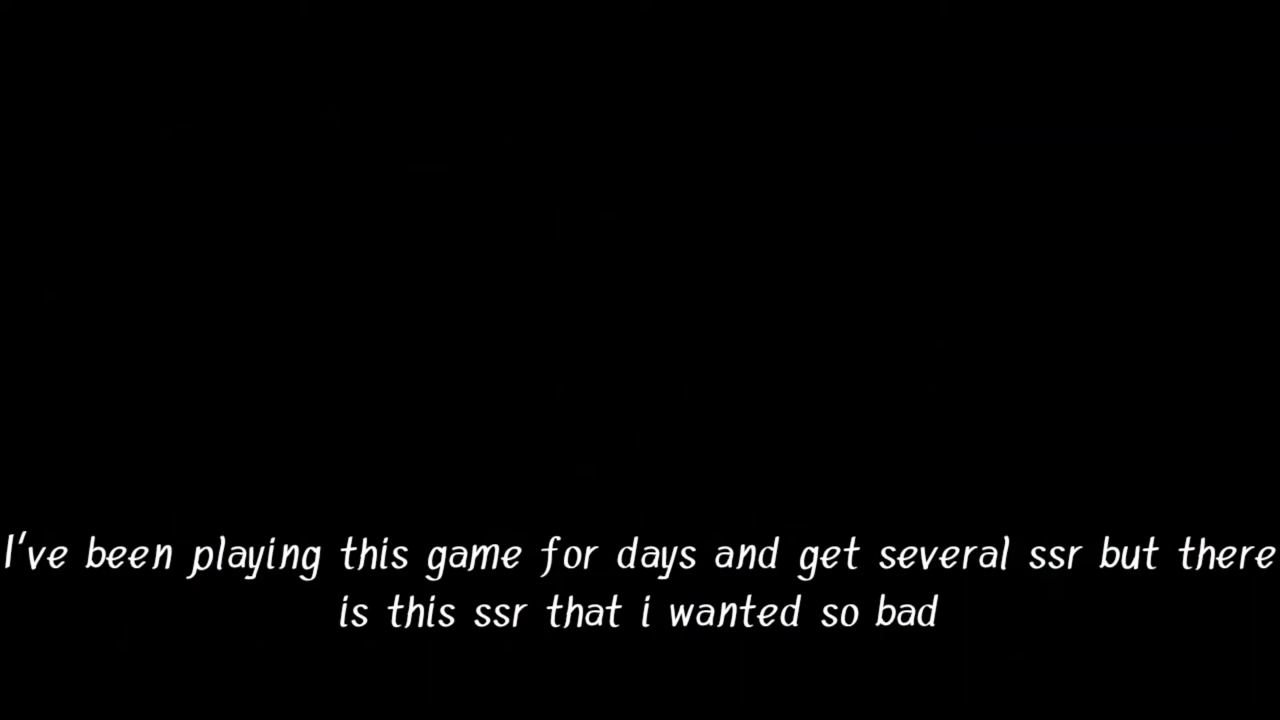 I've been playing this game for days and get several ssr but there
is this ssr that i wanted so bad